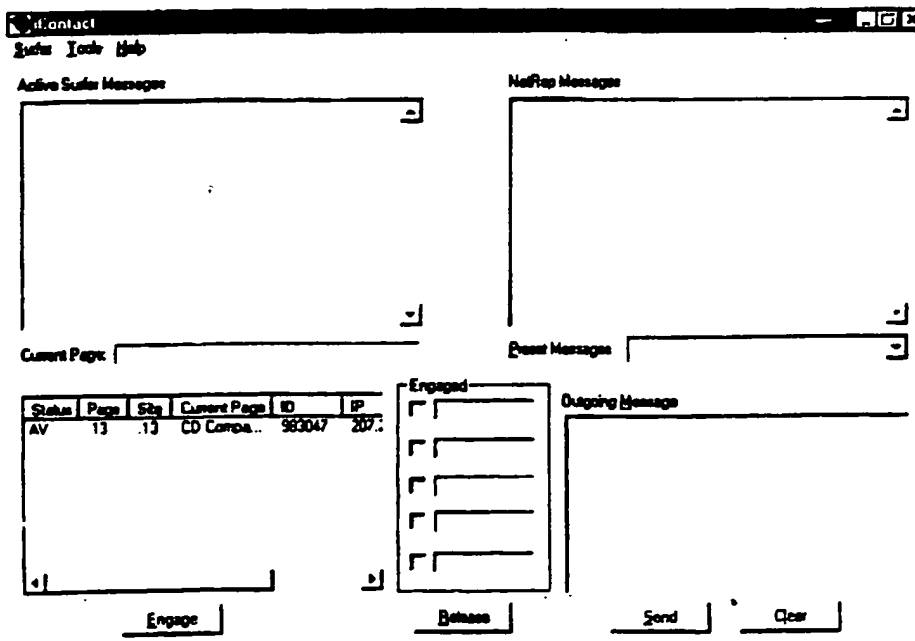 iContact
Surfer Tools Help
Active Surfer Messages
NetRep Messages
Current Page:
Preset Messages
Status Page Site Current Page ID IP
AV 13 .13 CD Compa... 983047 207.:
Engaged
Outgoing Message
Engage
Release
Send
Clear